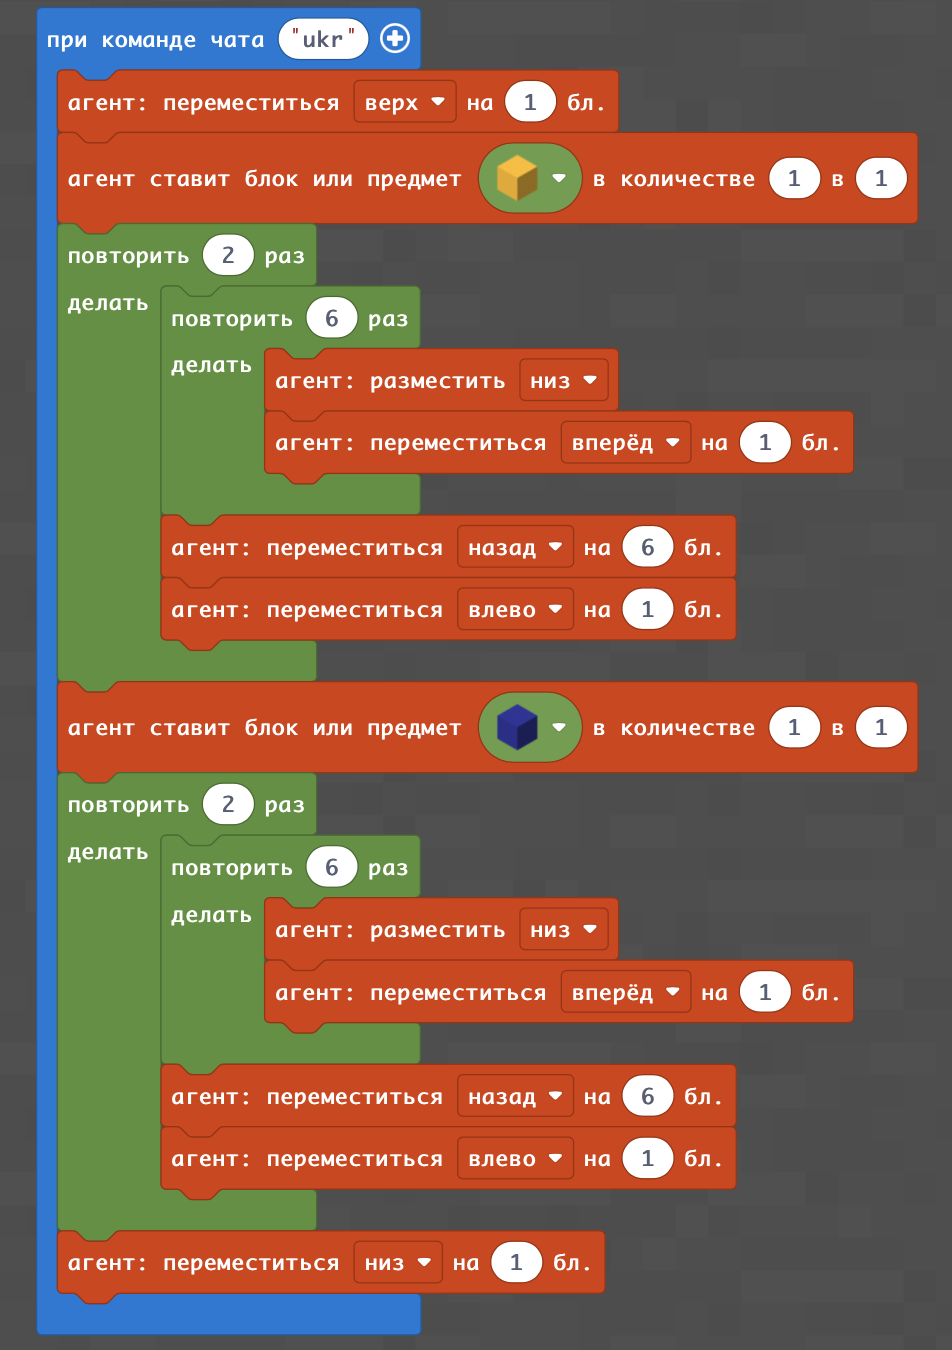 при команде чата "ukr"
агент: переместиться верх на 1 бл.
агент ставит блок или предмет в количестве 1 в 1
повторить 2 раз
делать
повторить 6 раз
делать
агент: разместить низ
агент: переместиться вперёд на 1 бл.
агент: переместиться назад на 6 бл.
агент: переместиться влево на 1 бл.
агент ставит блок или предмет в количестве 1 в 1
повторить 2 раз
делать
повторить 6 раз
делать
агент: разместить низ
агент: переместиться вперёд на 1 бл.
агент: переместиться назад на 6 бл.
агент: переместиться влево на 1 бл.
агент: переместиться низ на 1 бл.